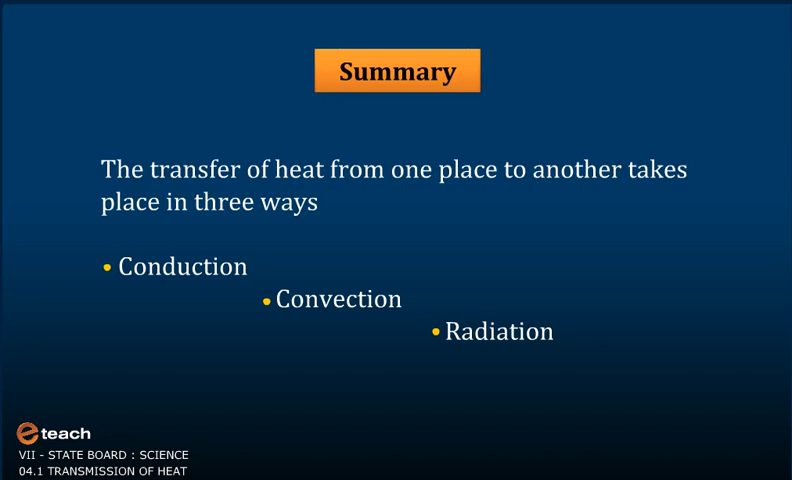 Summary
The transfer of heat from one place to another takes
place in three ways
• Conduction
• Convection
• Radiation
e teach
VII - STATE BOARD : SCIENCE
04.1 TRANSMISSION OF HEAT